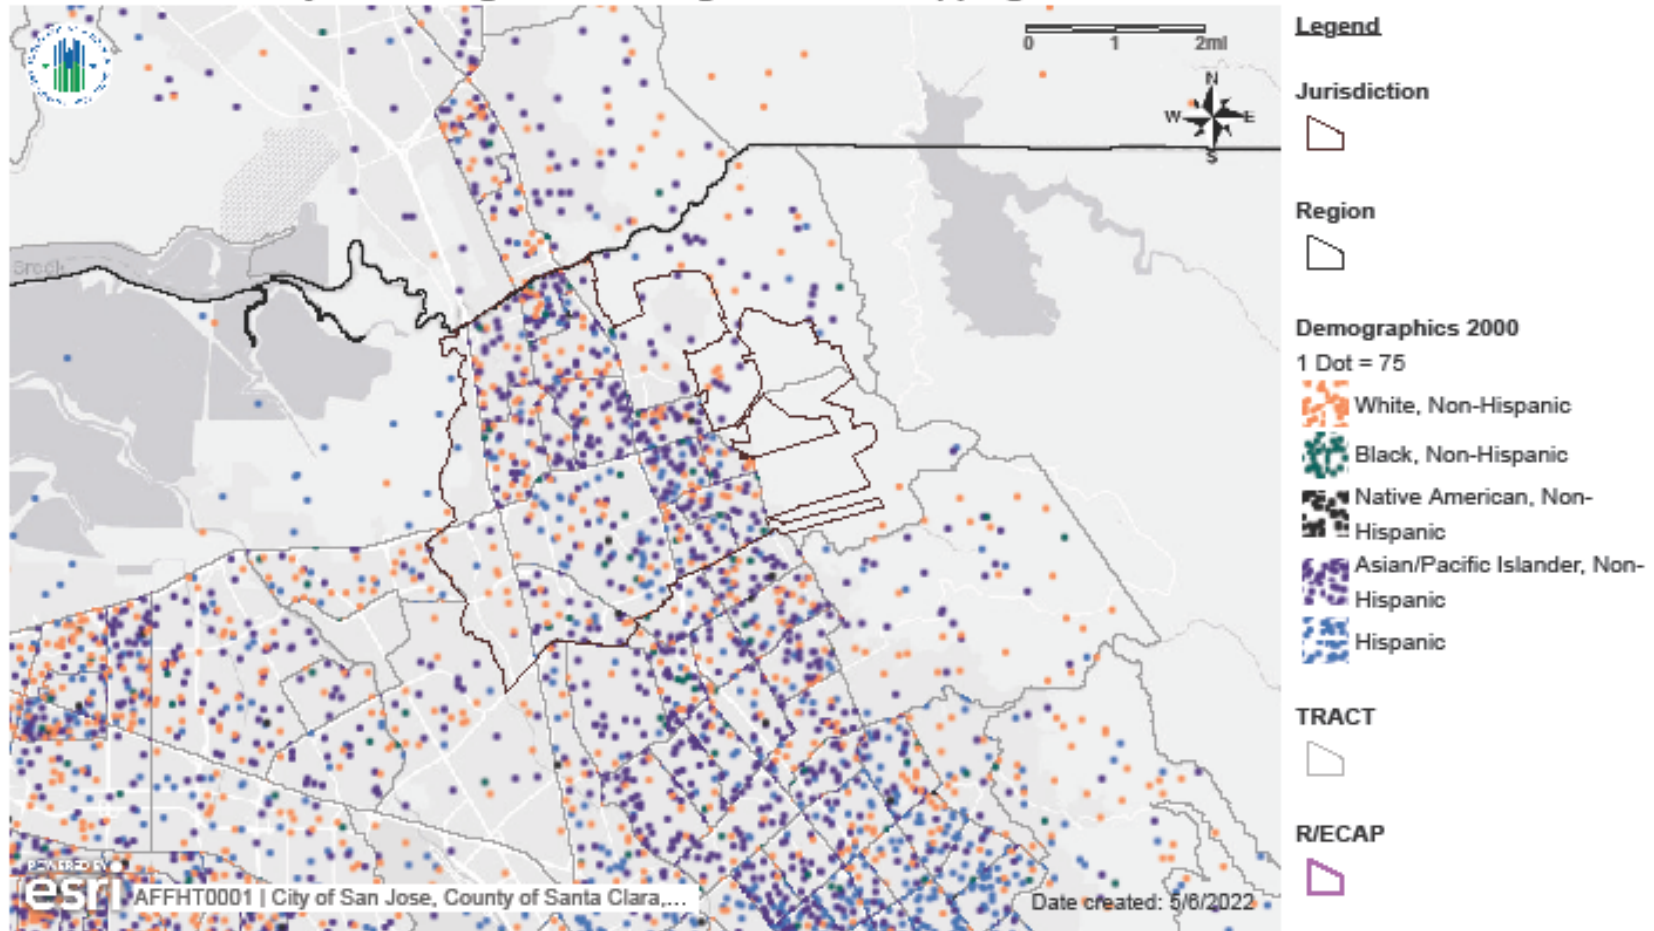 Legend
0 1 2mi
Jurisdiction
N
W E
S
Region
Demographics 2000
1 Dot = 75
White, Non-Hispanic
Black, Non-Hispanic
Native American, Non-
Hispanic
Asian/Pacific Islander, Non-
Hispanic
Hispanic
TRACT
R/ECAP
POWERED BY
esri
AFFHT0001 | City of San Jose, County of Santa Clara,...
Date created: 5/6/2022